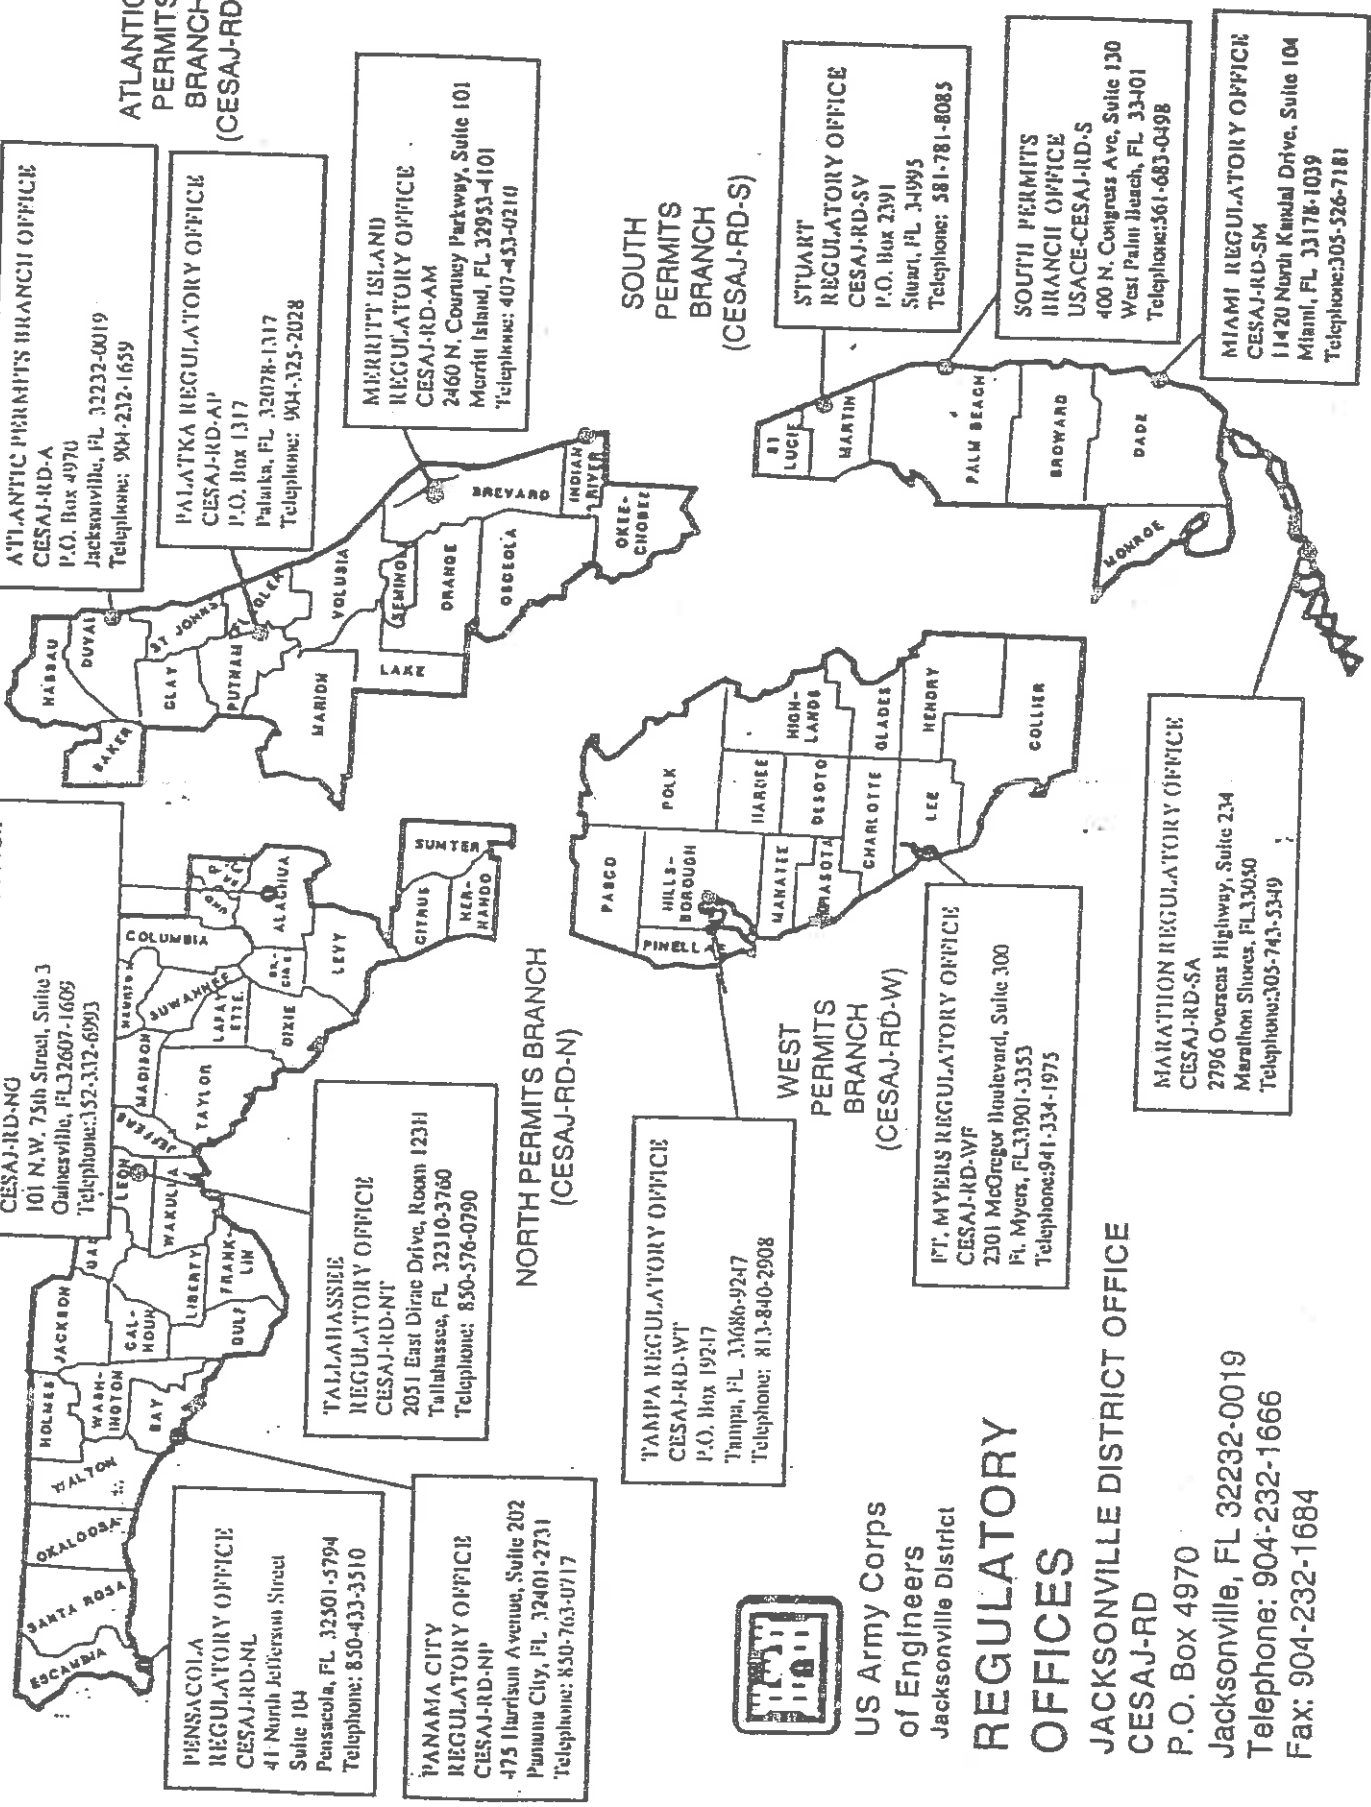 ATLANTIC
PERMITS
BRANCH
(CESAJ-RD
ATLANTIC PERMITS BRANCH OFFICE
CESAJ-RD-A
P.O. Box 4970
Jacksonville, FL 32232-0019
Telephone: 904-232-1659
PALATKA REGULATORY OFFICE
CESAJ-RD-AP
P.O. Box 1317
Palatka, FL 32078-1317
Telephone: 904-325-2028
MERRITT ISLAND
REGULATORY OFFICE
CESAJ-RD-AM
2460 N. Courtney Parkway, Suite 101
Merritt Island, FL 32953-4101
Telephone: 407-453-0210
NASSAU
DUVAL
BAKER
CLAY
ST JOHNS
PUTNAM
FLAGLER
VOLUSIA
MARION
LAKE
SEMINOL
ORANGE
OSCEOLA
BREVARD
INDIAN
RIVER
OKEE-
CHOBEE
SOUTH
PERMITS
BRANCH
(CESAJ-RD-S)
STUART
REGULATORY OFFICE
CESAJ-RD-SV
P.O. Box 2391
Stuart, FL 34995
Telephone: 581-781-8085
SOUTH PERMITS
BRANCH OFFICE
USACE-CESAJ-RD-S
400 N. Congress Ave, Suite 130
West Palm Beach, FL 33401
Telephone:561-683-0498
MIAMI REGULATORY OFFICE
CESAJ-RD-SM
11420 North Kendal Drive, Suite 104
Miami, FL 33178-1039
Telephone:305-526-7181
ST
LUCIE
MARTIN
PALM BEACH
BROWARD
DADE
MONROE
MARATHON REGULATORY OFFICE
CESAJ-RD-SA
2796 Overseas Highway, Suite 234
Marathon Shores, FL33050
Telephone:305-743-5349
CESAJ-RD-NG
101 N.W. 75th Street, Suite 3
Gainesville, FL32607-1609
Telephone:352-332-6993
JACKSON
HOLMES
WASH-
INGTON
BAY
WALTON
OKALOOSA
SANTA ROSA
ESCAMBIA
CAL-
HOUN
GULF
LIBERTY
FRANK-
LIN
LEON
WAKULLA
JEFFERS
MADISON
TAYLOR
SUWANNEE
LAFAY
ETTE
DIXIE
COLUMBIA
ALACHUA
LEVY
CITRUS
SUMTER
HER-
NANDO
NORTH PERMITS BRANCH
(CESAJ-RD-N)
PENSACOLA
REGULATORY OFFICE
CESAJ-RD-NL
41 North Jefferson Street
Suite 104
Pensacola, FL 32501-5794
Telephone: 850-433-3510
PANAMA CITY
REGULATORY OFFICE
CESAJ-RD-NP
475 Harrison Avenue, Suite 202
Panama City, FL 32401-2731
Telephone: 850-763-0717
TALLAHASSEE
REGULATORY OFFICE
CESAJ-RD-NT
2051 East Dirac Drive, Room 1231-I
Tallahassee, FL 32310-3760
Telephone: 850-576-0790
PASCO
HILLS-
BOROUGH
PINELLA
POLK
MANATEE
HARDEE
HIGH-
LANDS
DESOTO
SARASOTA
CHARLOTTE
GLADES
LEE
HENDRY
COLLIER
WEST
PERMITS
BRANCH
(CESAJ-RD-W)
TAMPA REGULATORY OFFICE
CESAJ-RD-WT
P.O. Box 19247
Tampa, FL 33686-9247
Telephone: 813-840-2908
FT. MYERS REGULATORY OFFICE
CESAJ-RD-WF
2301 McGregor Boulevard, Suite 300
Ft. Myers, FL33901-3353
Telephone:941-334-1975
US Army Corps
of Engineers
Jacksonville District
REGULATORY
OFFICES
JACKSONVILLE DISTRICT OFFICE
CESAJ-RD
P.O. Box 4970
Jacksonville, FL 32232-0019
Telephone: 904-232-1666
Fax: 904-232-1684